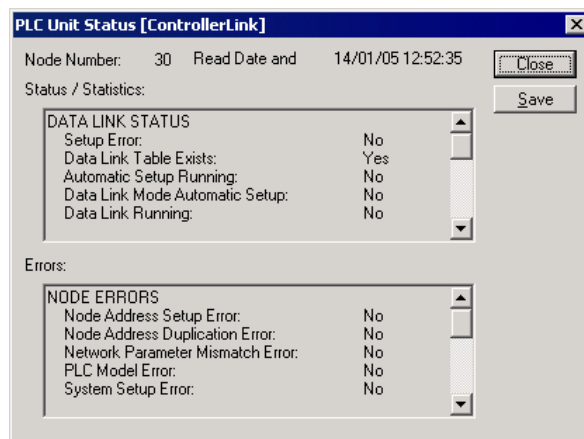 PLC Unit Status [ControllerLink]
Node Number: 30 Read Date and 14/01/05 12:52:35
Close
Status / Statistics:
Save
DATA LINK STATUS
Setup Error: No
Data Link Table Exists: Yes
Automatic Setup Running: No
Data Link Mode Automatic Setup: No
Data Link Running: No
Errors:
NODE ERRORS
Node Address Setup Error: No
Node Address Duplication Error: No
Network Parameter Mismatch Error: No
PLC Model Error: No
System Setup Error: No